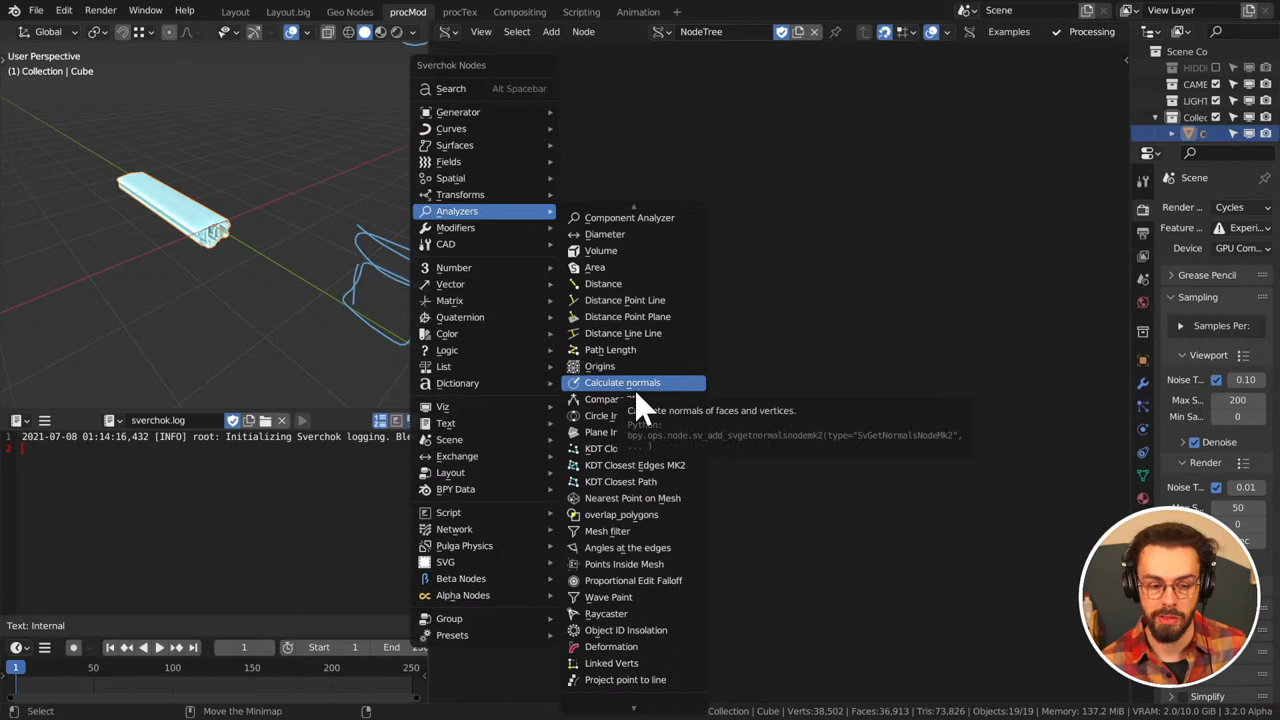 File Edit Render Window Help Layout Layout.big Geo Nodes procMod procTex Compositing Scripting Animation Scene View Layer
Global View Select Add Node NodeTree Examples Processing
User Perspective
(1) Collection | Cube
Sverchok Nodes
Search Alt Spacebar
Generator
Curves
Surfaces
Fields
Spatial
Transforms
Analyzers
Modifiers
CAD
Number
Vector
Matrix
Quaternion
Color
Logic
List
Dictionary
Viz
Text
Scene
Exchange
Layout
BPY Data
Script
Network
Pulga Physics
SVG
Beta Nodes
Alpha Nodes
Group
Presets
Component Analyzer
Diameter
Volume
Area
Distance
Distance Point Line
Distance Point Plane
Distance Line Line
Path Length
Origins
Calculate normals
Circle
Plane
KDT Clo
KDT Closest Edges MK2
KDT Closest Path
Nearest Point on Mesh
overlap_polygons
Mesh filter
Angles at the edges
Points Inside Mesh
Proportional Edit Falloff
Wave Paint
Raycaster
Object ID Insolation
Deformation
Linked Verts
Project point to line
normals of faces and vertices.
Python:
bpy.ops.node.sv_add_svgetnormalsnodemk2(type="SvGetNormalsNodeMk2",
... )
sverchok.log
1 2021-07-08 01:14:16,432 [INFO] root: Initializing Sverchok logging. Ble
2
Text: Internal
1 Start 1 End
1 50 100 150 200 250
Scene Co
HIDD
CAME
LIGHT
Collec
C
Scene
Render Cycles
Feature Experi...
Device GPU Com...
Grease Pencil
Sampling
Samples Per:
Viewport
Noise T 0.10
Max S 200
Min Sa 0
Denoise
Render
Noise T 0.01
Max S 50
0
Simplify
Select Move the Minimap Collection | Cube | Verts:38,502 | Faces:36,913 | Tris:73,826 | Objects:19/19 | Memory: 137.2 MiB | VRAM: 2.0/10.0 GiB | 3.2.0 Alpha